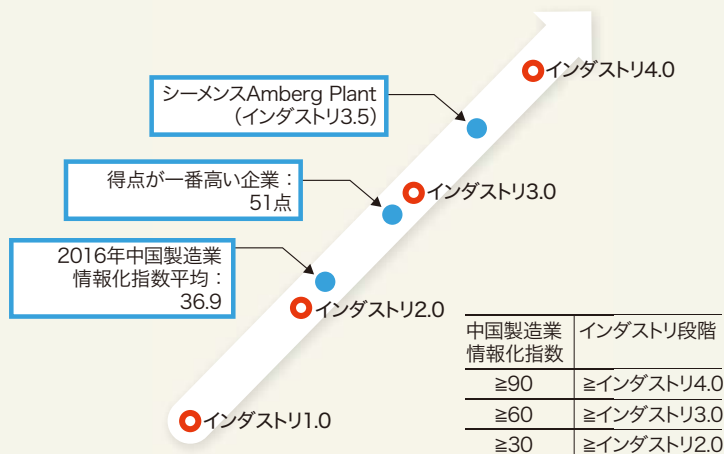 インダストリ4.0
シーメンスAmberg Plant
（インダストリ3.5）
得点が一番高い企業：
51点
インダストリ3.0
2016年中国製造業
情報化指数平均：
36.9
インダストリ2.0
インダストリ1.0
中国製造業
情報化指数
インダストリ段階
≧90 ≧インダストリ4.0
≧60 ≧インダストリ3.0
≧30 ≧インダストリ2.0